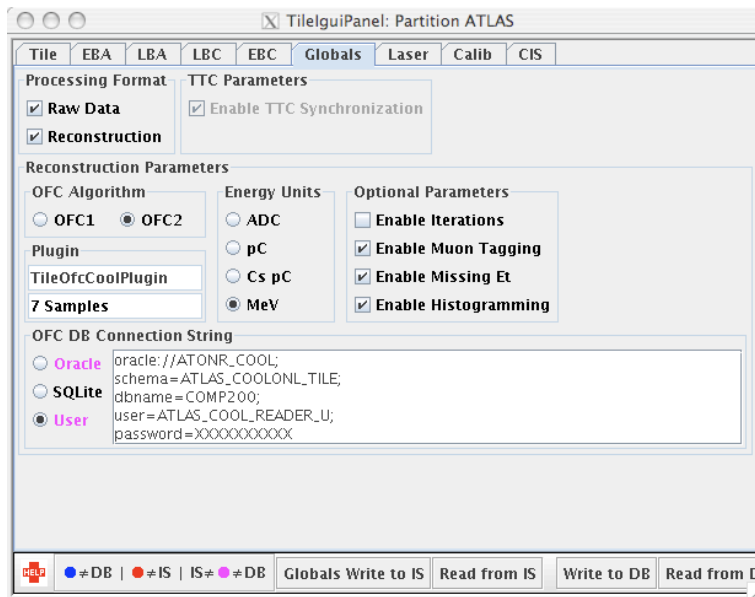 TileIguiPanel: Partition ATLAS
Tile EBA LBA LBC EBC Globals Laser Calib CIS
Processing Format TTC Parameters
Raw Data Enable TTC Synchronization
Reconstruction
Reconstruction Parameters
OFC Algorithm Energy Units Optional Parameters
OFC1 OFC2 ADC Enable Iterations
Plugin pC Enable Muon Tagging
TileOfcCoolPlugin Cs pC Enable Missing Et
7 Samples MeV Enable Histogramming
OFC DB Connection String
Oracle oracle://ATONR_COOL;
schema=ATLAS_COOLONL_TILE;
SQLite dbname=COMP200;
User user=ATLAS_COOL_READER_U;
password=XXXXXXXXXX
HELP ≠DB | ≠IS | IS≠ ≠DB Globals Write to IS Read from IS Write to DB Read from